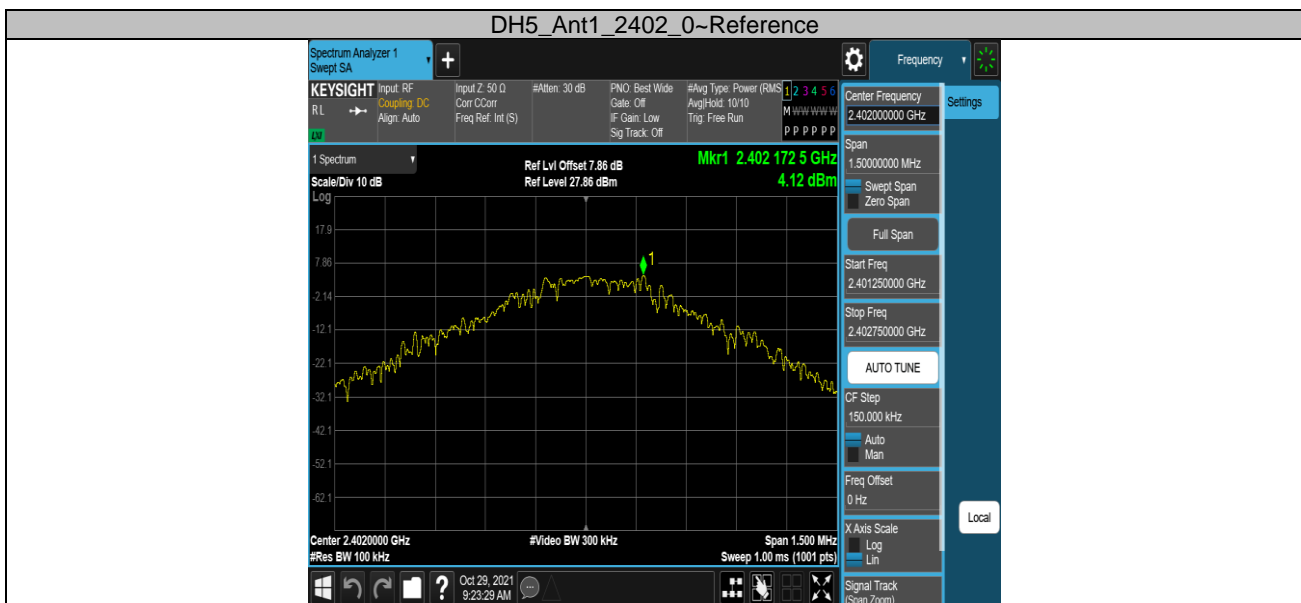 DH5_Ant1_2402_0~Reference
Spectrum Analyzer 1
Swept SA
Frequency
KEYSIGHT
RL
LXI
Input: RF
Coupling: DC
Align: Auto
Input Z: 50 Ω
Corr CCorr
Freq Ref: Int (S)
#Atten: 30 dB
PNO: Best Wide
Gate: Off
IF Gain: Low
Sig Track: Off
#Avg Type: Power (RMS
Avg|Hold: 10/10
Trig: Free Run
1 2 3 4 5 6
M W W W W W
P P P P P P
1 Spectrum
Scale/Div 10 dB
Log
Ref Lvl Offset 7.86 dB
Ref Level 27.86 dBm
Mkr1 2.402 172 5 GHz
4.12 dBm
17.9
7.86
-2.14
-12.1
-22.1
-32.1
-42.1
-52.1
-62.1
1
Center 2.4020000 GHz
#Res BW 100 kHz
#Video BW 300 kHz
Span 1.500 MHz
Sweep 1.00 ms (1001 pts)
Oct 29, 2021
9:23:29 AM
Center Frequency
2.402000000 GHz
Settings
Span
1.50000000 MHz
Swept Span
Zero Span
Full Span
Start Freq
2.401250000 GHz
Stop Freq
2.402750000 GHz
AUTO TUNE
CF Step
150.000 kHz
Auto
Man
Freq Offset
0 Hz
X Axis Scale
Log
Lin
Local
Signal Track
(Span Zoom)